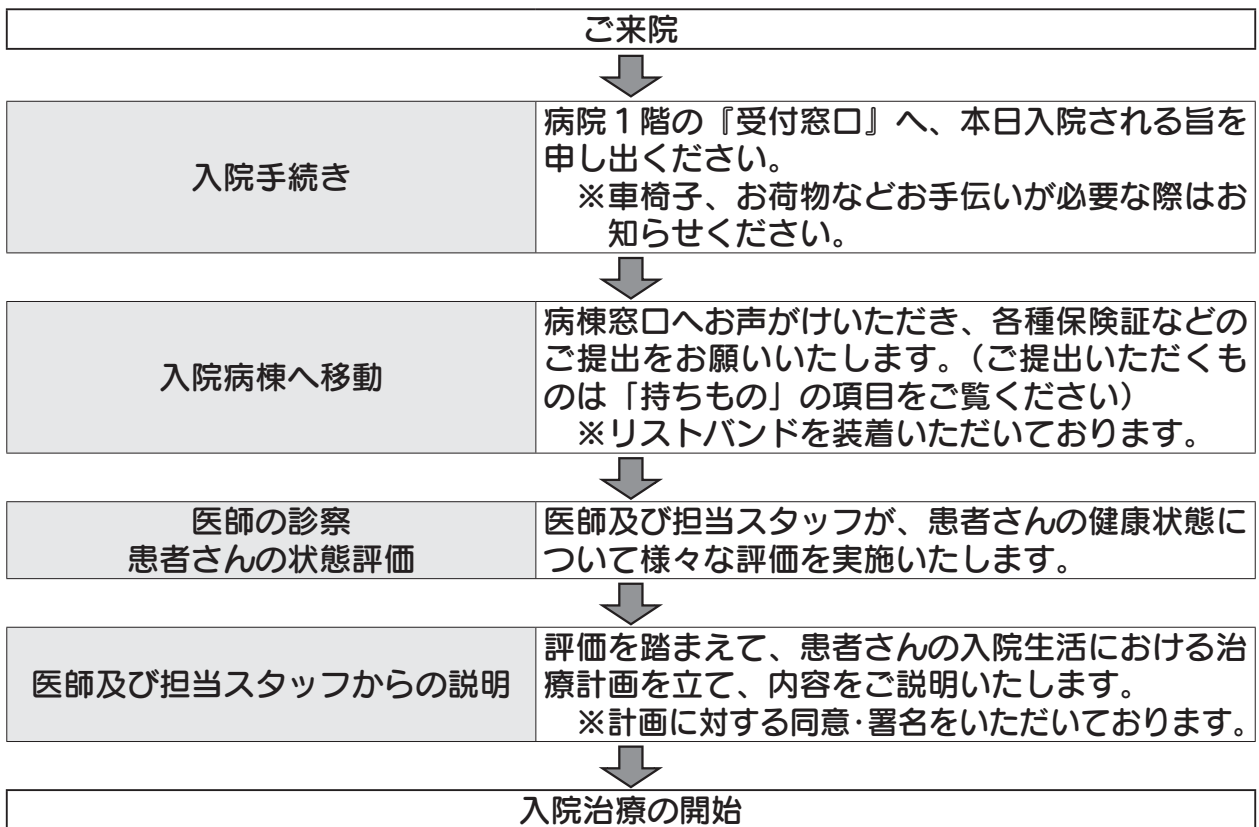 ご来院
入院手続き
病院1階の『受付窓口』へ、本日入院される旨を
申し出ください。
※車椅子、お荷物などお手伝いが必要な際はお
知らせください。
入院病棟へ移動
病棟窓口へお声がけいただき、各種保険証などの
ご提出をお願いいたします。（ご提出いただくも
のは「持ちもの」の項目をご覧ください）
※リストバンドを装着いただいております。
医師の診察
患者さんの状態評価
医師及び担当スタッフが、患者さんの健康状態に
ついて様々な評価を実施いたします。
医師及び担当スタッフからの説明
評価を踏まえて、患者さんの入院生活における治
療計画を立て、内容をご説明いたします。
※計画に対する同意・署名をいただいております。
入院治療の開始